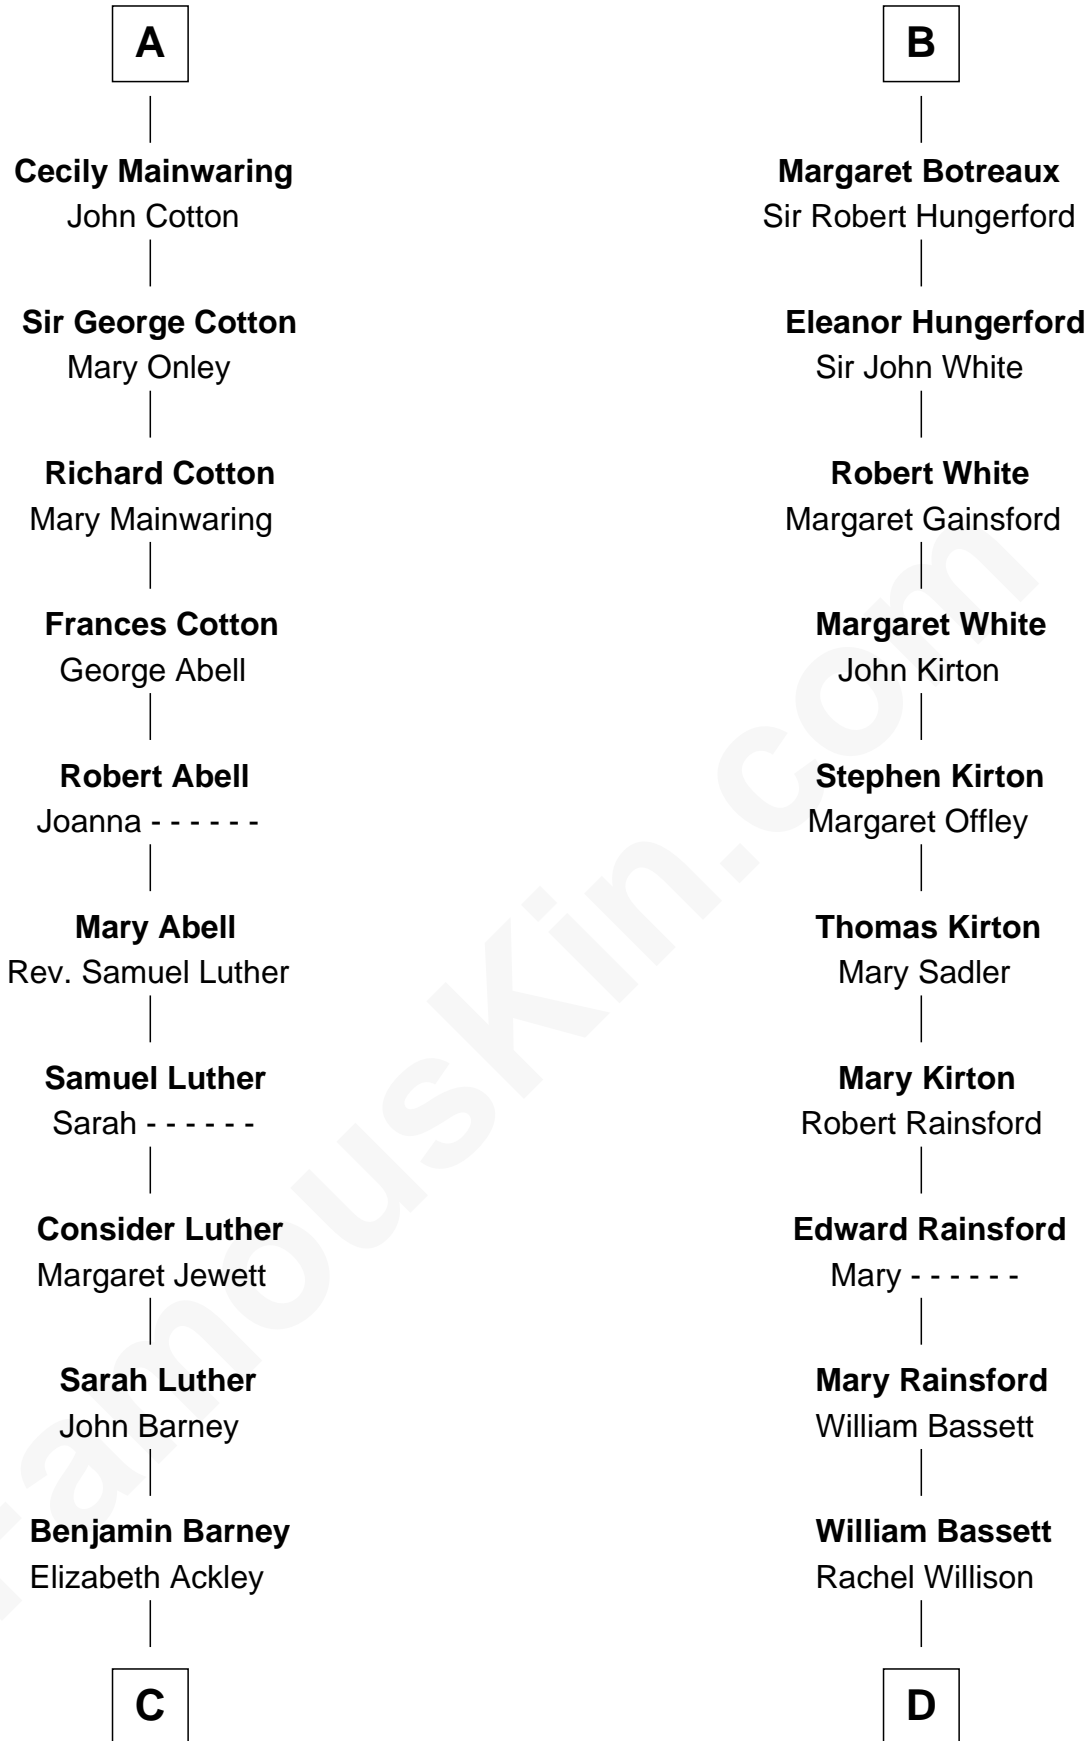 A
Cecily Mainwaring
John Cotton
Sir George Cotton
Mary Onley
Richard Cotton
Mary Mainwaring
Frances Cotton
George Abell
Robert Abell
Joanna - - - - - -
Mary Abell
Rev. Samuel Luther
Samuel Luther
Sarah - - - - - -
Consider Luther
Margaret Jewett
Sarah Luther
John Barney
Benjamin Barney
Elizabeth Ackley
C
B
Margaret Botreaux
Sir Robert Hungerford
Eleanor Hungerford
Sir John White
Robert White
Margaret Gainsford
Margaret White
John Kirton
Stephen Kirton
Margaret Offley
Thomas Kirton
Mary Sadler
Mary Kirton
Robert Rainsford
Edward Rainsford
Mary - - - - - -
Mary Rainsford
William Bassett
William Bassett
Rachel Willison
D
FamousKin.com